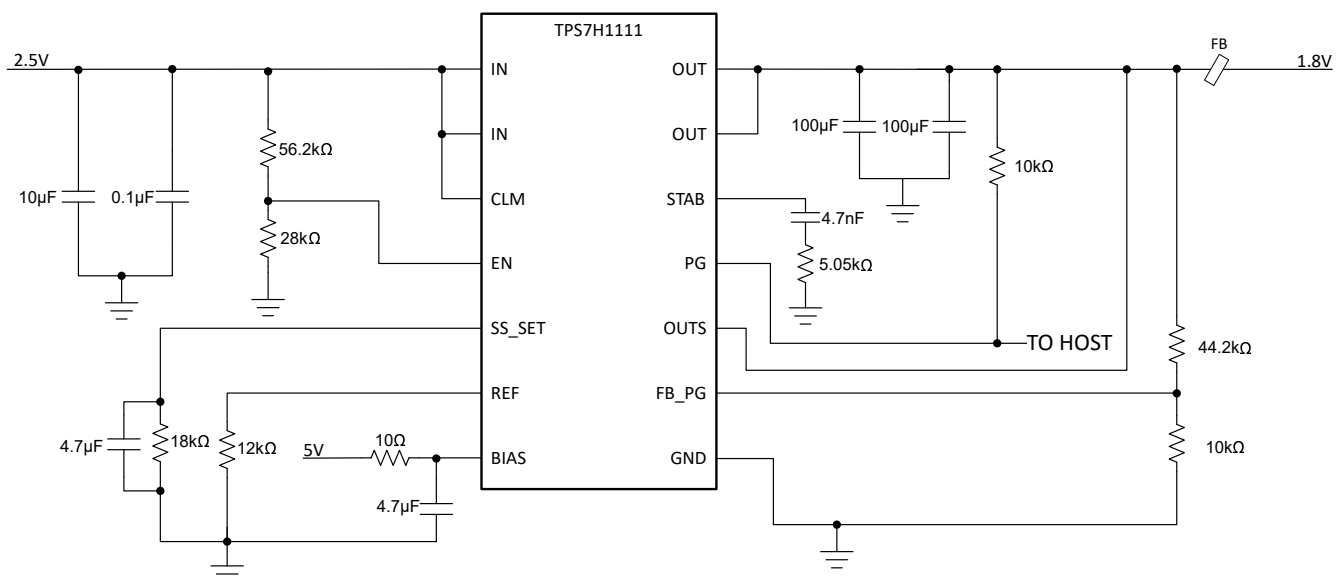 TPS7H1111
FB
2.5V
IN
OUT
1.8V
IN
OUT
100µF
100µF
56.2kΩ
10kΩ
10µF
0.1µF
CLM
STAB
4.7nF
28kΩ
EN
PG
5.05kΩ
SS_SET
OUTS
TO HOST
44.2kΩ
REF
FB_PG
4.7µF
18kΩ
12kΩ
10Ω
5V
BIAS
GND
10kΩ
4.7µF